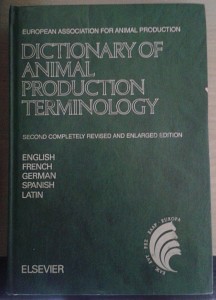 EUROPEAN ASSOCIATION FOR ANIMAL PRODUCTION
DICTIONARY OF
ANIMAL
PRODUCTION
TERMINOLOGY
SECOND COMPLETELY REVISED AND ENLARGED EDITION
ENGLISH
FRENCH
GERMAN
SPANISH
LATIN
ELSEVIER